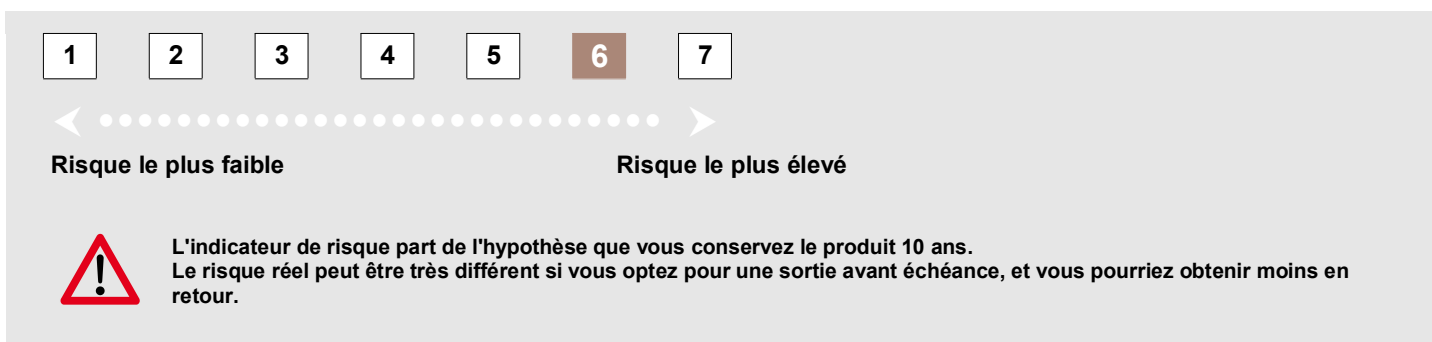 1 2 3 4 5 6 7
Risque le plus faible Risque le plus élevé
L'indicateur de risque part de l'hypothèse que vous conservez le produit 10 ans.
Le risque réel peut être très différent si vous optez pour une sortie avant échéance, et vous pourriez obtenir moins en
retour.